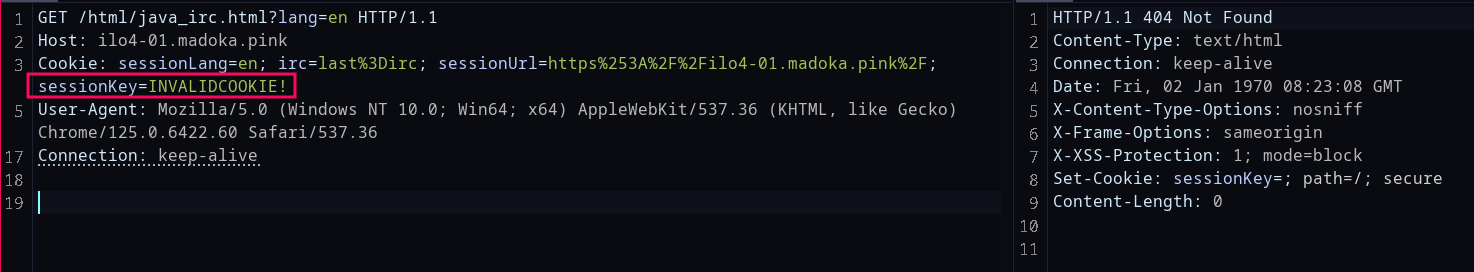 1 GET /html/java_irc.html?lang=en HTTP/1.1
2 Host: ilo4-01.madoka.pink
3 Cookie: sessionLang=en; irc=last%3Dirc; sessionUrl=https%253A%2F%2Filo4-01.madoka.pink%2F;
sessionKey=INVALIDCOOKIE!
5 User-Agent: Mozilla/5.0 (Windows NT 10.0; Win64; x64) AppleWebKit/537.36 (KHTML, like Gecko)
Chrome/125.0.6422.60 Safari/537.36
17 Connection: keep-alive
18
19
1 HTTP/1.1 404 Not Found
2 Content-Type: text/html
3 Connection: keep-alive
4 Date: Fri, 02 Jan 1970 08:23:08 GMT
5 X-Content-Type-Options: nosniff
6 X-Frame-Options: sameorigin
7 X-XSS-Protection: 1; mode=block
8 Set-Cookie: sessionKey=; path=/; secure
9 Content-Length: 0
10
11